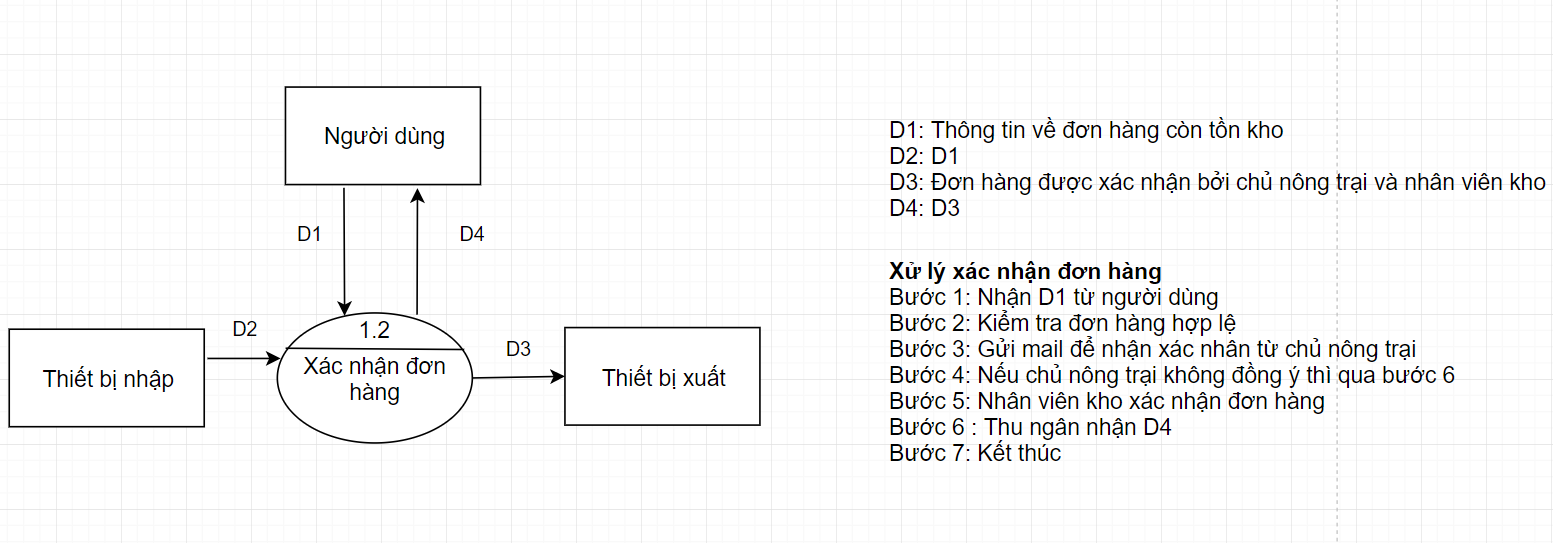 Người dùng
D1
D4
D2
1.2
Xác nhận đơn
hàng
D3
Thiết bị nhập
Thiết bị xuất
D1: Thông tin về đơn hàng còn tồn kho
D2: D1
D3: Đơn hàng được xác nhận bởi chủ nông trại và nhân viên kho
D4: D3
Xử lý xác nhận đơn hàng
Bước 1: Nhận D1 từ người dùng
Bước 2: Kiểm tra đơn hàng hợp lệ
Bước 3: Gửi mail để nhận xác nhân từ chủ nông trại
Bước 4: Nếu chủ nông trại không đồng ý thì qua bước 6
Bước 5: Nhân viên kho xác nhận đơn hàng
Bước 6 : Thu ngân nhận D4
Bước 7: Kết thúc